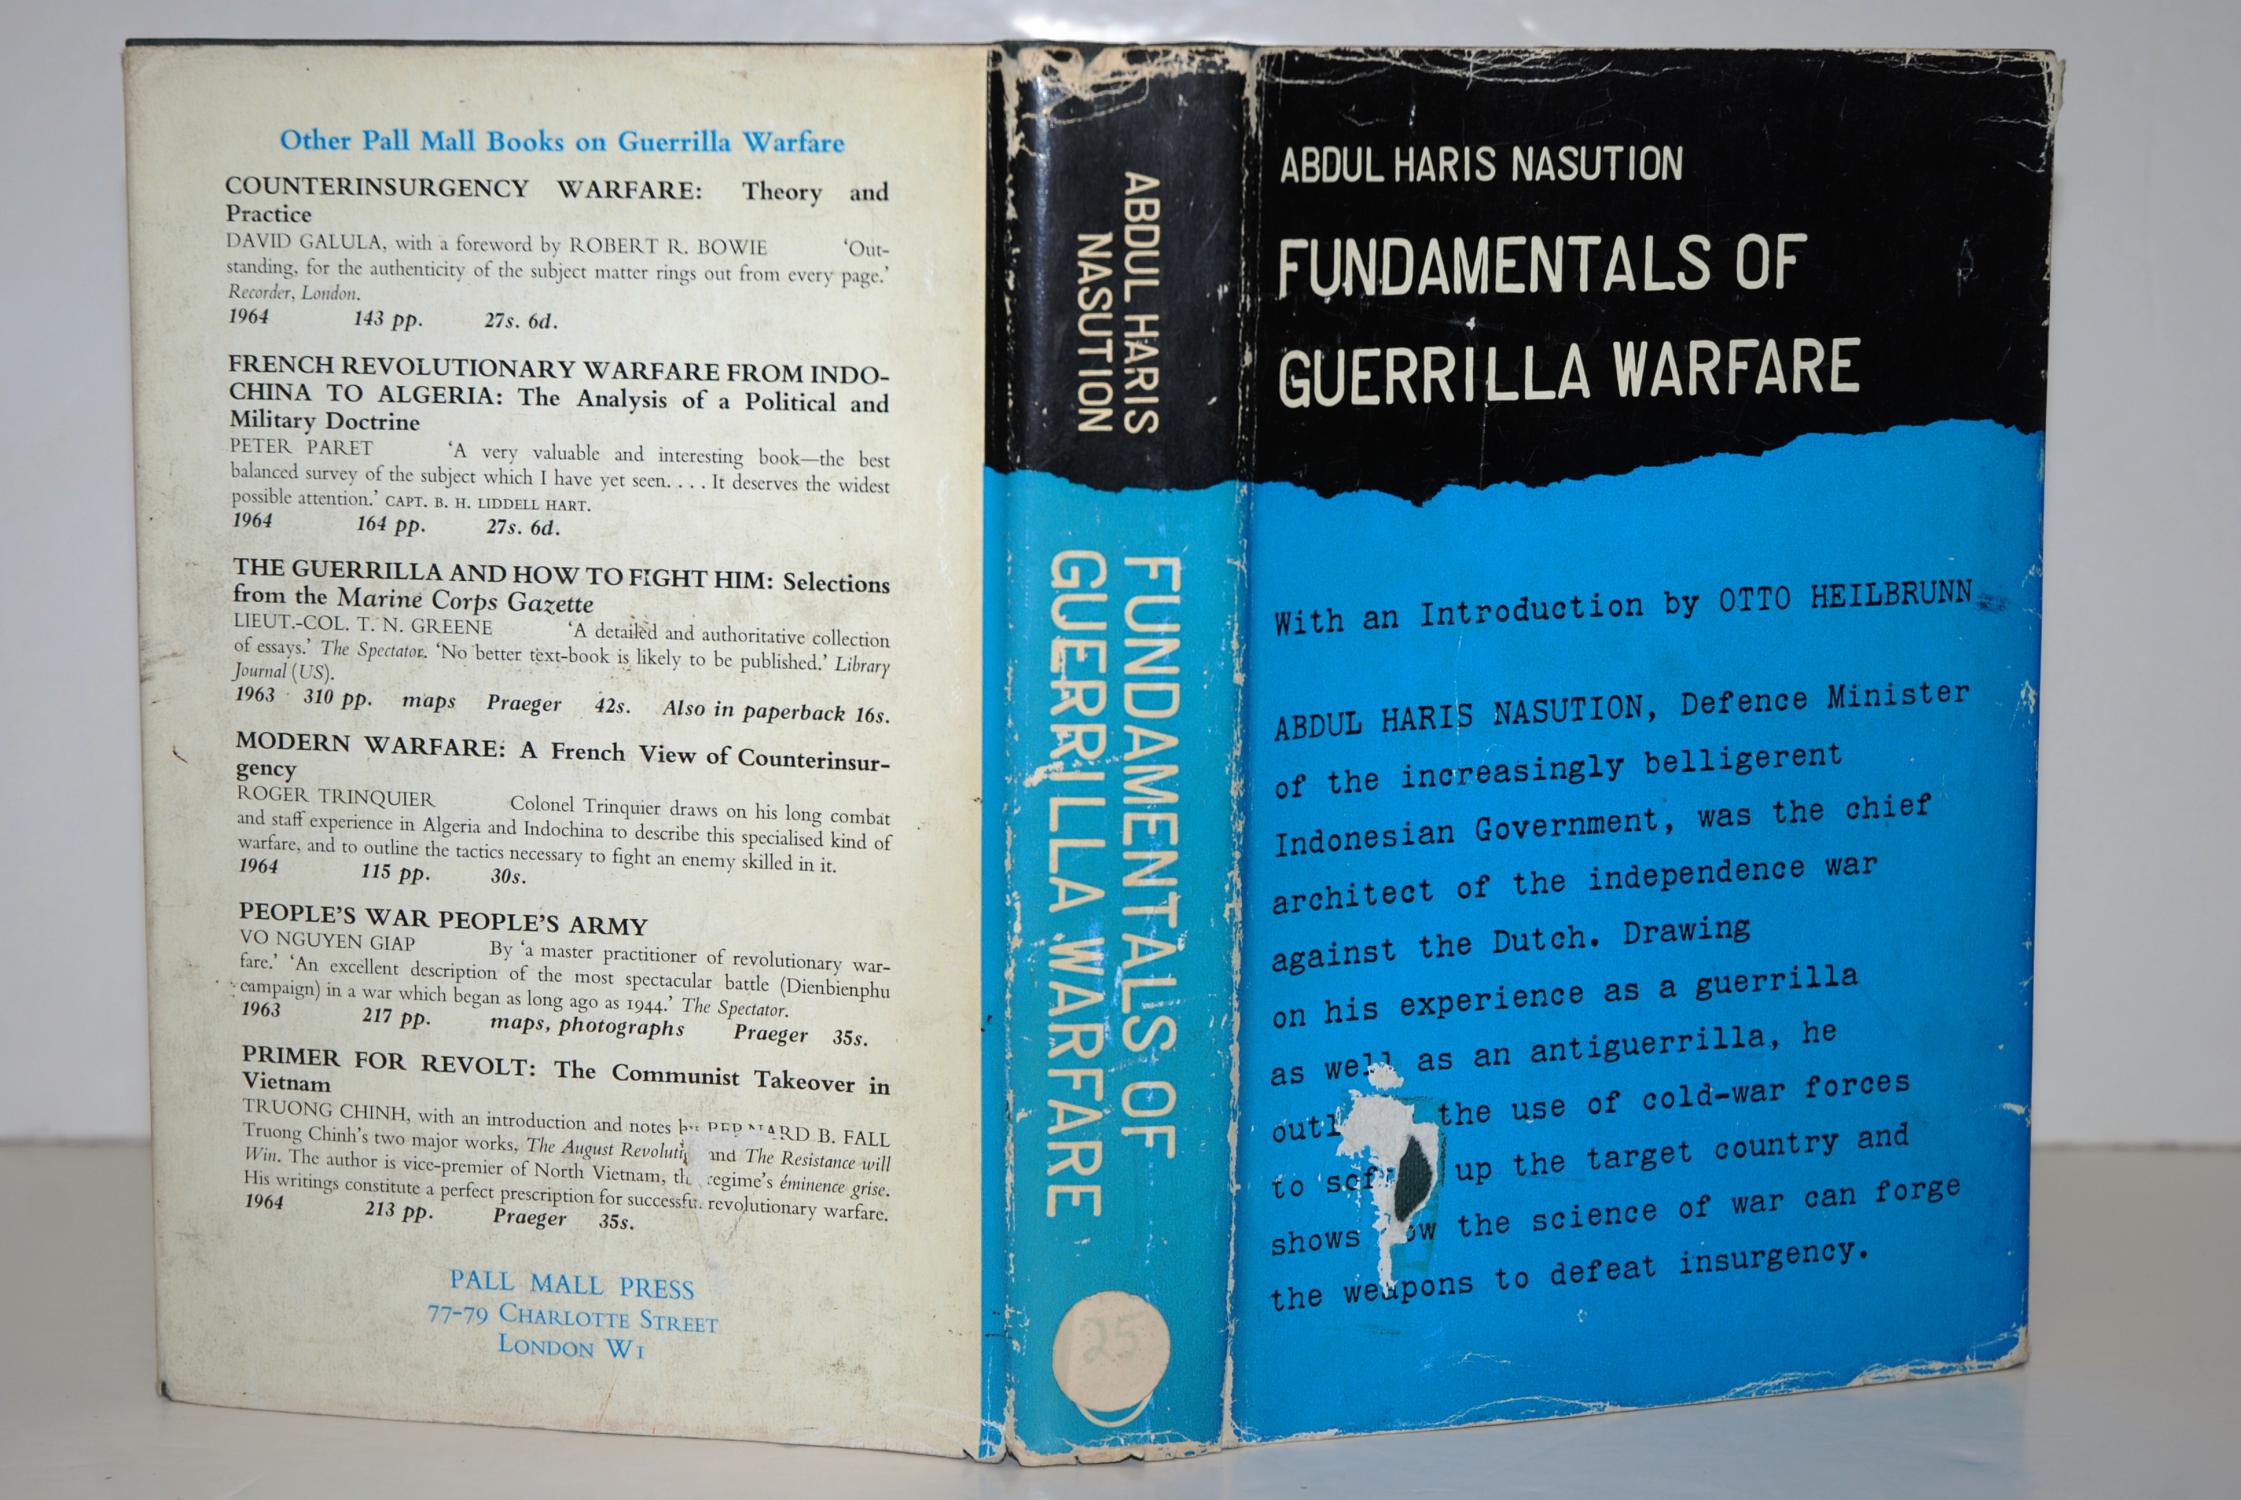 Other Pall Mall Books on Guerrilla Warfare
COUNTERINSURGENCY WARFARE: Theory and
Practice
DAVID GALULA, with a foreword by ROBERT R. BOWIE ‘Out-
standing, for the authenticity of the subject matter rings out from every page.’
Recorder, London.
1964 143 pp. 27s. 6d.
FRENCH REVOLUTIONARY WARFARE FROM INDO-
CHINA TO ALGERIA: The Analysis of a Political and
Military Doctrine
PETER PARET ‘A very valuable and interesting book—the best
balanced survey of the subject which I have yet seen. . . . It deserves the widest
possible attention.’ CAPT. B. H. LIDDELL HART.
1964 164 pp. 27s. 6d.
THE GUERRILLA AND HOW TO FIGHT HIM: Selections
from the Marine Corps Gazette
LIEUT.-COL. T. N. GREENE ‘A detailed and authoritative collection
of essays.’ The Spectator. ‘No better text-book is likely to be published.’ Library
Journal (US).
1963 310 pp. maps Praeger 42s. Also in paperback 16s.
MODERN WARFARE: A French View of Counterinsur-
gency
ROGER TRINQUIER Colonel Trinquier draws on his long combat
and staff experience in Algeria and Indochina to describe this specialised kind of
warfare, and to outline the tactics necessary to fight an enemy skilled in it.
1964 115 pp. 30s.
PEOPLE’S WAR PEOPLE’S ARMY
VO NGUYEN GIAP By ‘a master practitioner of revolutionary war-
fare.’ ‘An excellent description of the most spectacular battle (Dienbienphu
campaign) in a war which began as long ago as 1944.’ The Spectator.
1963 217 pp. maps, photographs Praeger 35s.
PRIMER FOR REVOLT: The Communist Takeover in
Vietnam
TRUONG CHINH, with an introduction and notes by BERNARD B. FALL
Truong Chinh’s two major works, The August Revolution and The Resistance will
Win. The author is vice-premier of North Vietnam, the regime’s éminence grise.
His writings constitute a perfect prescription for successful revolutionary warfare.
1964 213 pp. Praeger 35s.
PALL MALL PRESS
77-79 CHARLOTTE STREET
LONDON W1
ABDUL HARIS
NASUTION
FUNDAMENTALS OF
GUERRILLA WARFARE
25
ABDUL HARIS NASUTION
FUNDAMENTALS OF
GUERRILLA WARFARE
With an Introduction by OTTO HEILBRUNN
ABDUL HARIS NASUTION, Defence Minister
of the increasingly belligerent
Indonesian Government, was the chief
architect of the independence war
against the Dutch. Drawing
on his experience as a guerrilla
as well as an antiguerrilla, he
the use of cold-war forces
to up the target country and
shows how the science of war can forge
the weapons to defeat insurgency.